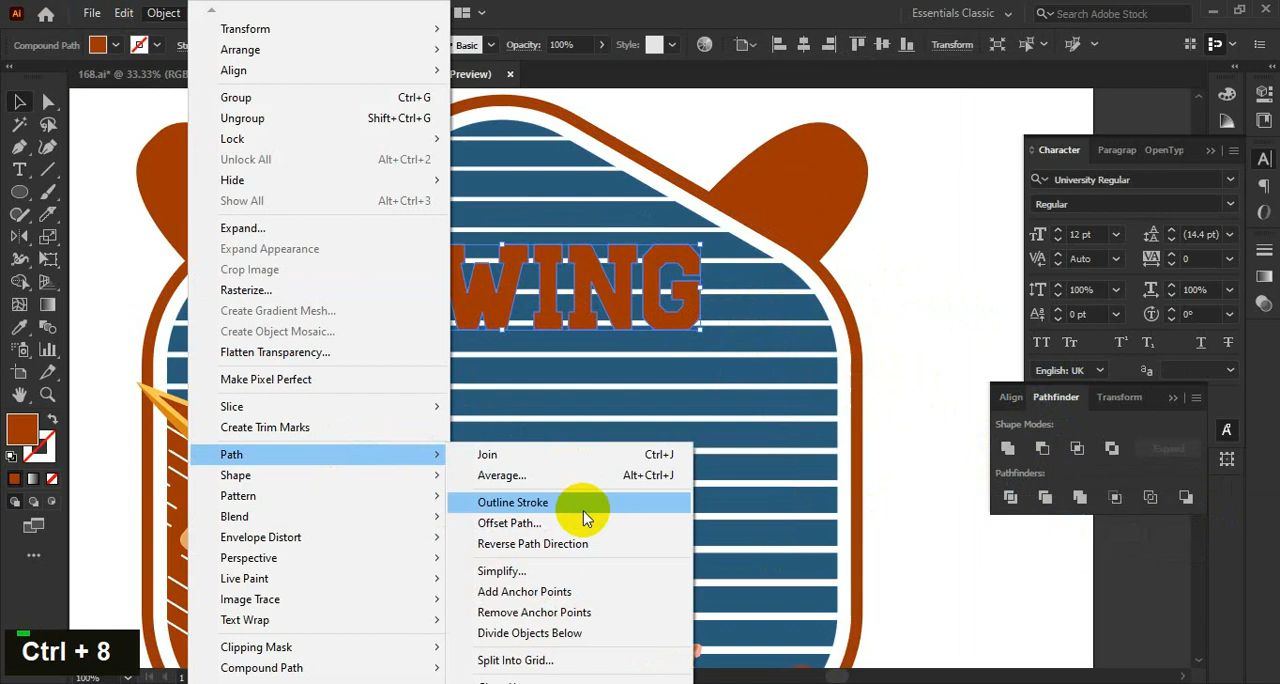 Ai File Edit Object Essentials Classic Search Adobe Stock
Compound Path Basic Opacity: 100% Style: Transform
168.ai* @ 33.33% (RGB Preview) ×
Transform
Arrange
Align
Group Ctrl+G
Ungroup Shift+Ctrl+G
Lock
Unlock All Alt+Ctrl+2
Hide
Show All Alt+Ctrl+3
Expand...
Expand Appearance
Crop Image
Rasterize...
Create Gradient Mesh...
Create Object Mosaic...
Flatten Transparency...
Make Pixel Perfect
Slice
Create Trim Marks
Path
Shape
Pattern
Blend
Envelope Distort
Perspective
Live Paint
Image Trace
Text Wrap
Clipping Mask
Compound Path
Join Ctrl+J
Average... Alt+Ctrl+J
Outline Stroke
Offset Path...
Reverse Path Direction
Simplify...
Add Anchor Points
Remove Anchor Points
Divide Objects Below
Split Into Grid...
WING
Character Paragrap OpenTyp
University Regular
Regular
12 pt (14.4 pt)
Auto 0
100% 100%
0 pt 0°
English: UK
Align Pathfinder Transform
Shape Modes:
Expand
Pathfinders:
Ctrl + 8
100% 1